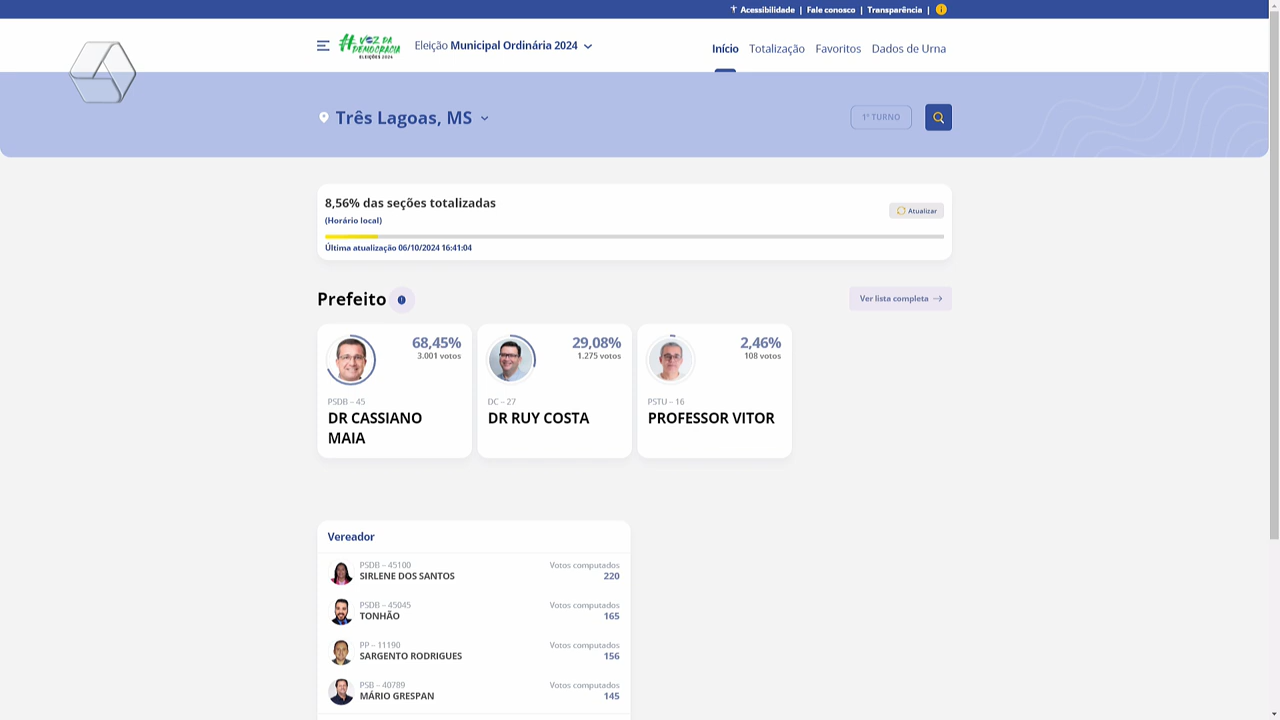 Acessibilidade | Fale conosco | Transparência |
#VOZ DA DEMOCRACIA
ELEIÇÕES 2024
Eleição Municipal Ordinária 2024
Início Totalização Favoritos Dados de Urna
Três Lagoas, MS
1º TURNO
8,56% das seções totalizadas
(Horário local)
Atualizar
Última atualização 06/10/2024 16:41:04
Prefeito
Ver lista completa
68,45%
3.001 votos
PSDB – 45
DR CASSIANO
MAIA
29,08%
1.275 votos
DC – 27
DR RUY COSTA
2,46%
108 votos
PSTU – 16
PROFESSOR VITOR
Vereador
PSDB – 45100
SIRLENE DOS SANTOS
Votos computados
220
PSDB – 45045
TONHÃO
Votos computados
165
PP – 11190
SARGENTO RODRIGUES
Votos computados
156
PSB – 40789
MÁRIO GRESPAN
Votos computados
145